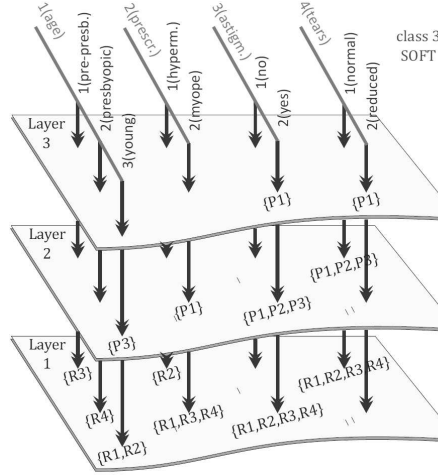 1(age)
1(pre-presb.)
2(presbyopic)
3(young)
2(prescr.)
1(hyperm.)
2(myope)
3(astigm.)
1(no)
2(yes)
4(tears)
1(normal)
2(reduced)
class 3
SOFT
Layer
3
{P1}
{P1}
Layer
2
{P1,P2,P3}
{P1}
{P1,P2,P3}
{P3}
Layer
1
{R3}
{R2}
{R1,R2,R3,R4}
{R4}
{R1,R3,R4}
{R1,R2,R3,R4}
{R1,R2}